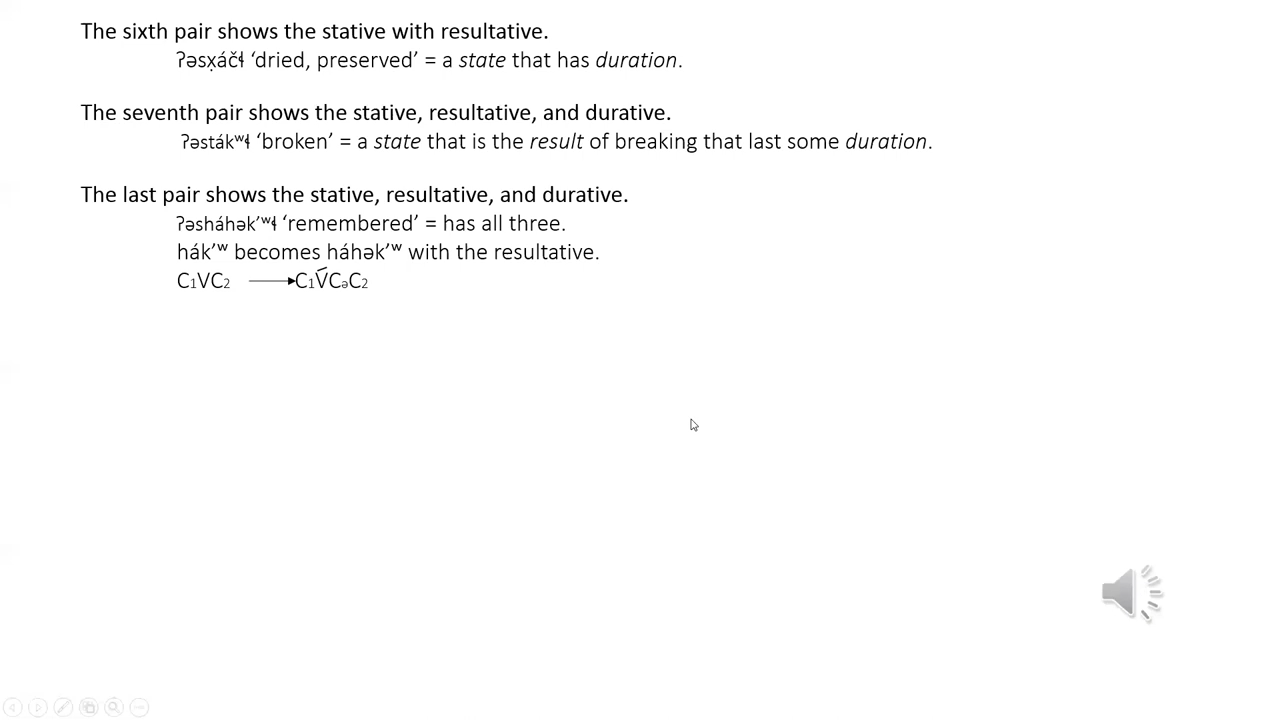 The sixth pair shows the stative with resultative.
ʔəsx̣áčɬ ‘dried, preserved’ = a state that has duration.
The seventh pair shows the stative, resultative, and durative.
ʔəstákʷɬ ‘broken’ = a state that is the result of breaking that last some duration.
The last pair shows the stative, resultative, and durative.
ʔəsháhək’ʷɬ ‘remembered’ = has all three.
hák’ʷ becomes háhək’ʷ with the resultative.
C₁VC₂ → C₁V́CₔC₂